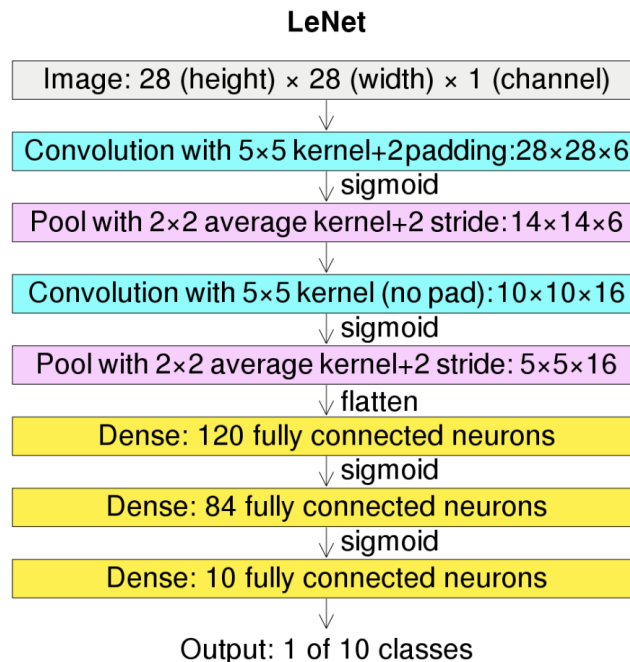 LeNet
Image: 28 (height) × 28 (width) × 1 (channel)
Convolution with 5×5 kernel+2padding:28×28×6
sigmoid
Pool with 2×2 average kernel+2 stride:14×14×6
Convolution with 5×5 kernel (no pad):10×10×16
sigmoid
Pool with 2×2 average kernel+2 stride: 5×5×16
flatten
Dense: 120 fully connected neurons
sigmoid
Dense: 84 fully connected neurons
sigmoid
Dense: 10 fully connected neurons
Output: 1 of 10 classes